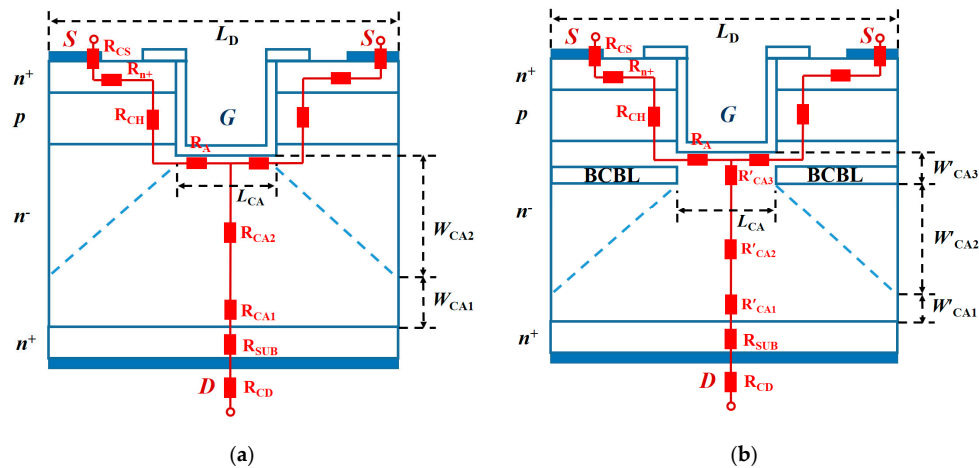 L_D
S
R_CS
S
n⁺
R_n+
p
R_CH
G
R_A
L_CA
n⁻
R_CA2
W_CA2
R_CA1
W_CA1
n⁺
R_SUB
D
R_CD
(a)
L_D
S
R_CS
S
n⁺
R_n+
p
R_CH
G
R_A
BCBL
R'_CA3
BCBL
W'_CA3
L_CA
n⁻
R'_CA2
W'_CA2
R'_CA1
W'_CA1
n⁺
R_SUB
D
R_CD
(b)